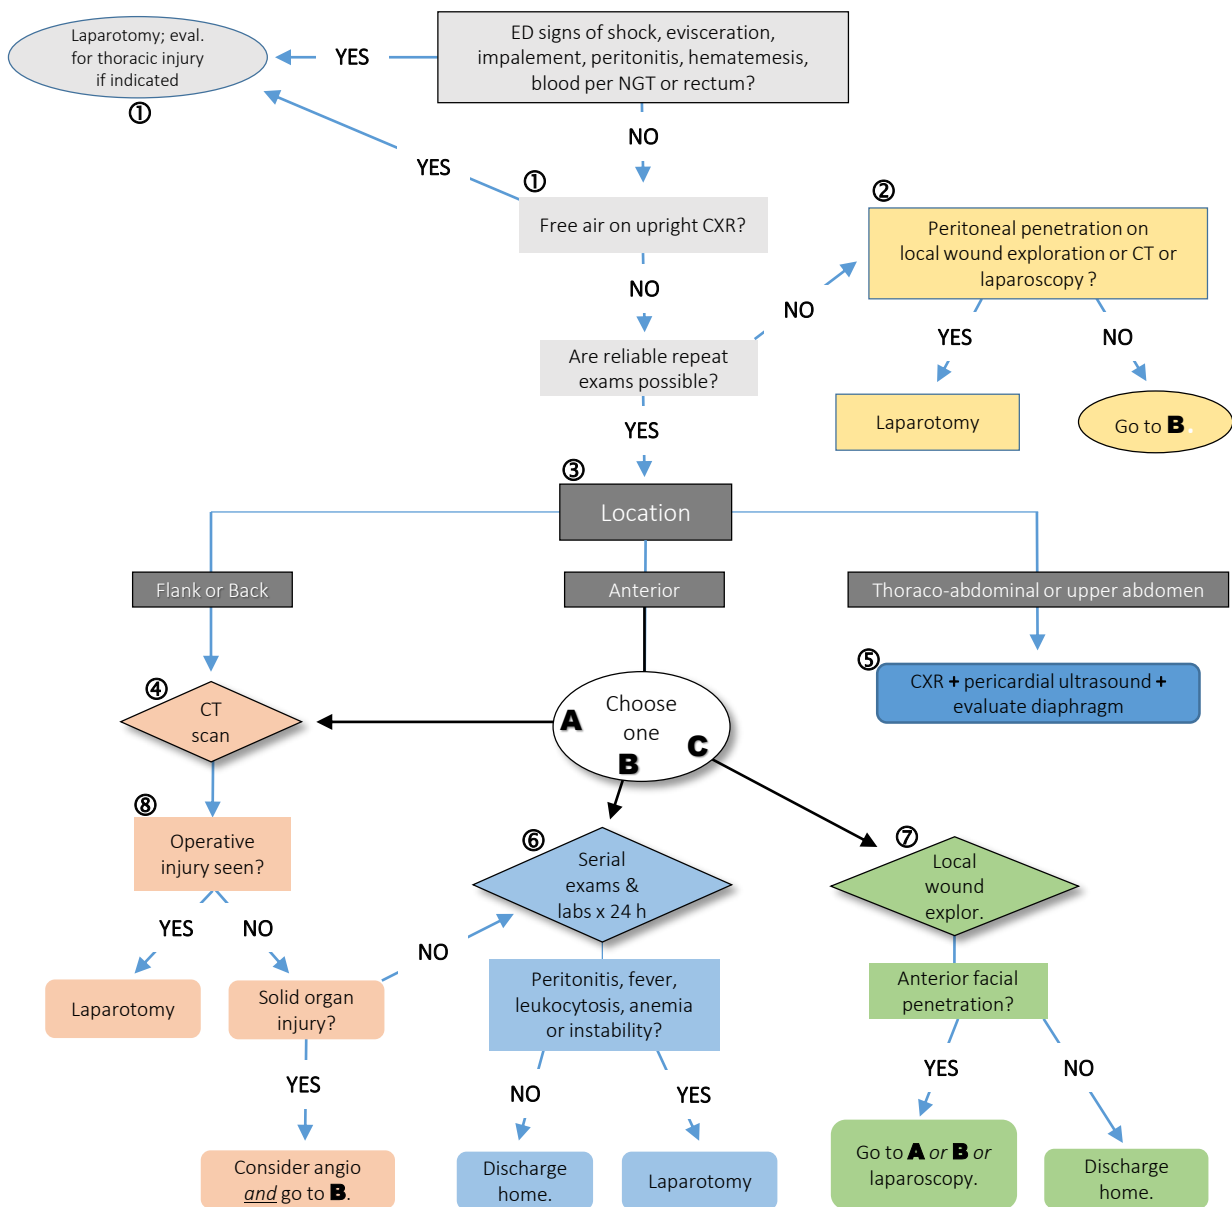 Laparotomy; eval.
for thoracic injury
if indicated
①
YES
ED signs of shock, evisceration,
impalement, peritonitis, hematemesis,
blood per NGT or rectum?
NO
YES
①
Free air on upright CXR?
②
Peritoneal penetration on
local wound exploration or CT or
laparoscopy ?
NO
NO
YES
NO
Are reliable repeat
exams possible?
Laparotomy
Go to B.
YES
③
Location
Flank or Back
Anterior
Thoraco-abdominal or upper abdomen
④
CT
scan
Choose
one
A
B
C
⑤
CXR + pericardial ultrasound +
evaluate diaphragm
⑧
Operative
injury seen?
⑥
Serial
exams &
labs x 24 h
⑦
Local
wound
explor.
YES
NO
NO
Laparotomy
Solid organ
injury?
Peritonitis, fever,
leukocytosis, anemia
or instability?
Anterior facial
penetration?
YES
NO
YES
YES
NO
Consider angio
and go to B.
Discharge
home.
Laparotomy
Go to A or B or
laparoscopy.
Discharge
home.